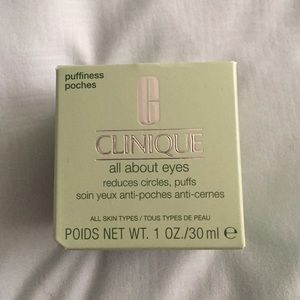 puffiness
poches
C
CLINIQUE
all about eyes
reduces circles, puffs
soin yeux anti-poches anti-cernes
ALL SKIN TYPES / TOUS TYPES DE PEAU
POIDS NET WT. 1 OZ./30 ml ℮